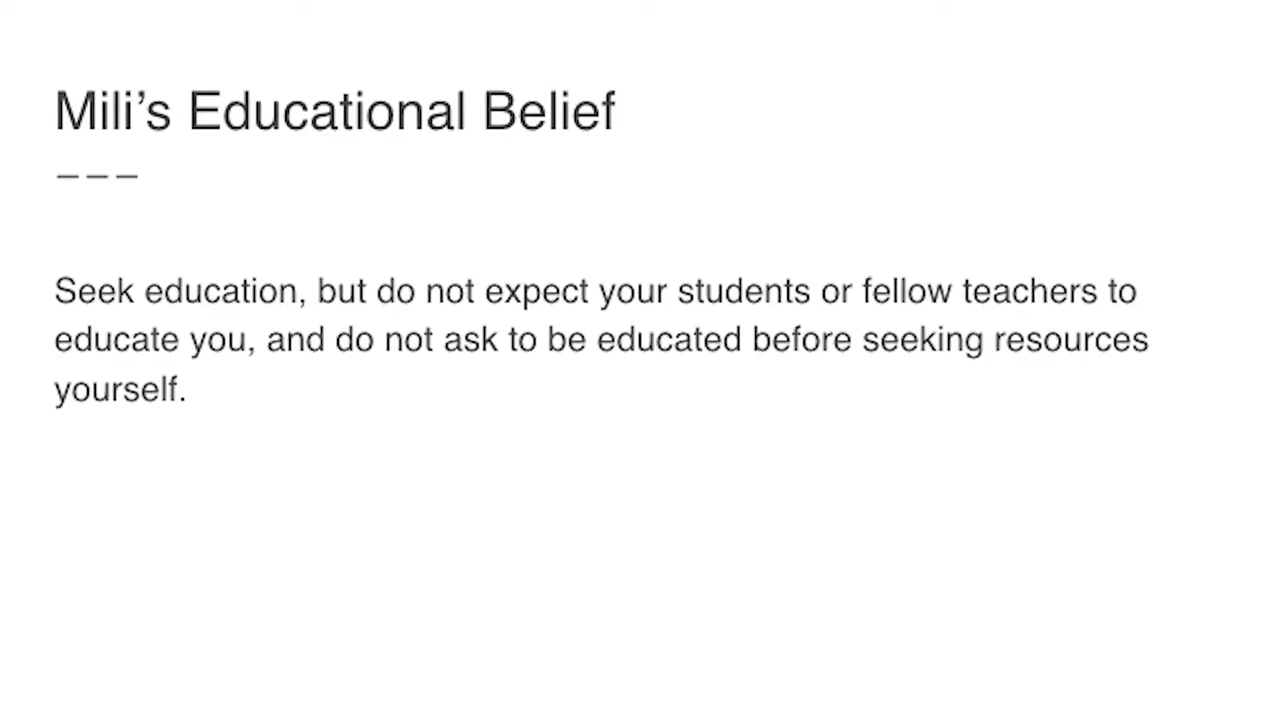 Mili’s Educational Belief
Seek education, but do not expect your students or fellow teachers to
educate you, and do not ask to be educated before seeking resources
yourself.